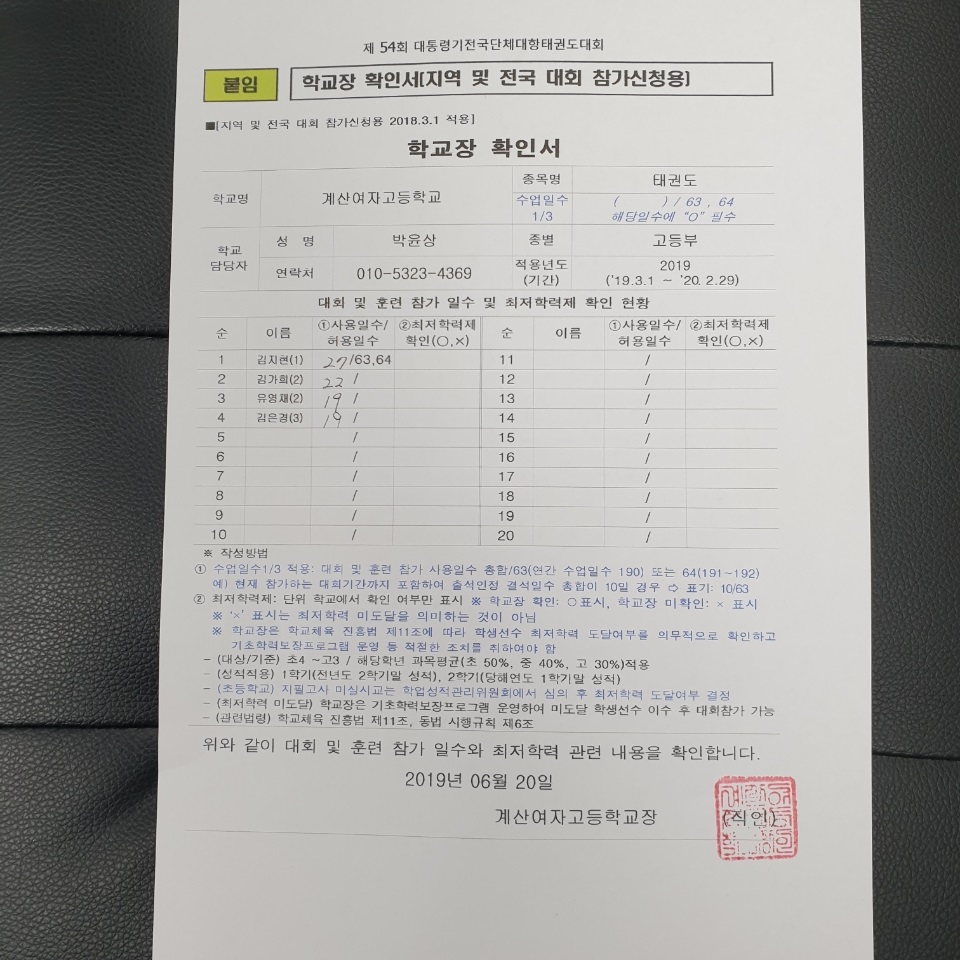 제 54회 대통령기전국단체대항태권도대회
붙임
학교장 확인서(지역 및 전국 대회 참가신청용)
■[지역 및 전국 대회 참가신청용 2018.3.1 적용]
학교장 확인서
학교명 계산여자고등학교 종목명 태권도
수업일수 1/3 ( ) / 63 , 64
해당일수에 "O" 필수
학교 담당자 성 명 박윤상 종별 고등부
연락처 010-5323-4369 적용년도 (기간) 2019
('19.3.1 ~ '20. 2.29)
대회 및 훈련 참가 일수 및 최저학력제 확인 현황
순 이름 ①사용일수/허용일수 ②최저학력제 확인(○,×) 순 이름 ①사용일수/허용일수 ②최저학력제 확인(○,×)
1 김지현(1) 27/63,64 11 /
2 김가희(2) 22 / 12 /
3 유영채(2) 19 / 13 /
4 김은경(3) 19 / 14 /
5 / 15 /
6 / 16 /
7 / 17 /
8 / 18 /
9 / 19 /
10 / 20 /
※ 작성방법
① 수업일수1/3 적용: 대회 및 훈련 참가 사용일수 총합/63(연간 수업일수 190) 또는 64(191~192)
예) 현재 참가하는 대회기간까지 포함하여 출석인정 결석일수 총합이 10일 경우 ⇨ 표기: 10/63
② 최저학력제: 단위 학교에서 확인 여부만 표시 ※ 학교장 확인: ○표시, 학교장 미확인: × 표시
※ '×' 표시는 최저학력 미도달을 의미하는 것이 아님
※ 학교장은 학교체육 진흥법 제11조에 따라 학생선수 최저학력 도달여부를 의무적으로 확인하고
기초학력보장프로그램 운영 등 적절한 조치를 취하여야 함
- (대상/기준) 초4 ~고3 / 해당학년 과목평균(초 50%, 중 40%, 고 30%)적용
- (성적적용) 1학기(전년도 2학기말 성적), 2학기(당해연도 1학기말 성적)
- (초등학교) 지필고사 미실시교는 학업성적관리위원회에서 심의 후 최저학력 도달여부 결정
- (최저학력 미도달) 학교장은 기초학력보장프로그램 운영하여 미도달 학생선수 이수 후 대회참가 가능
- (관련법령) 학교체육 진흥법 제11조, 동법 시행규칙 제6조
위와 같이 대회 및 훈련 참가 일수와 최저학력 관련 내용을 확인합니다.
2019년 06월 20일
계산여자고등학교장 (직인)